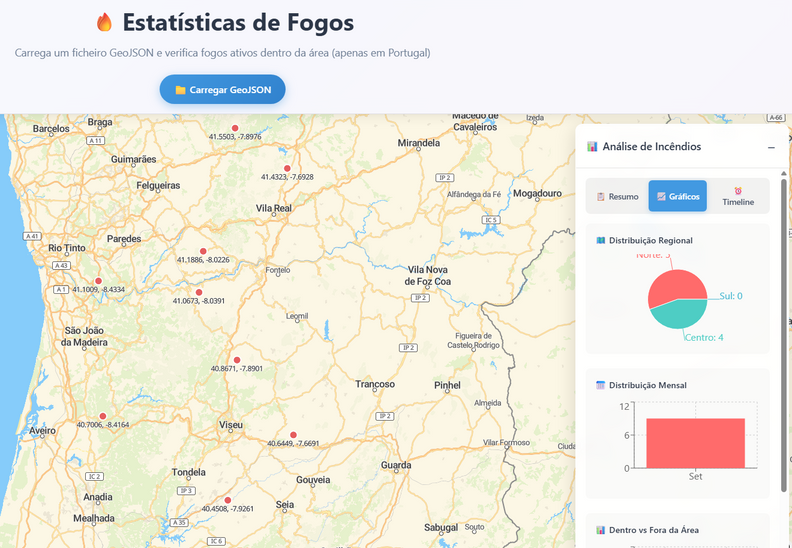 🔥 Estatísticas de Fogos
Carrega um ficheiro GeoJSON e verifica fogos ativos dentro da área (apenas em Portugal)
📁 Carregar GeoJSON
Barcelos
Braga
A 11
Guimarães
Felgueiras
41.5503, -7.8976
41.4323, -7.6928
Mirandela
Macedo de
Cavaleiros
Izeda
A-66
IP 2
Alfândega da Fé
Mogadouro
IC 5
Vila Real
A 41
Rio Tinto
Paredes
A 43
A 1
41.1886, -8.0226
41.1009, -8.4334
41.0673, -8.0391
Fontelo
Vila Nova
de Foz Coa
IP 2
Leomil
São João
da Madeira
Figueira de
Castelo Rodrigo
IP 2
40.8671, -7.8901
Trancoso
Pinhel
Almeida
40.7006, -8.4164
Aveiro
Viseu
IP 2
40.6449, -7.6691
Vilar Formoso
Ciuda
Guarda
Tondela
IC 2
IP 3
Gouveia
Anadia
40.4508, -7.9261
Seia
Mealhada
A 35
IC 6
Sabugal
Souto
📊 Análise de Incêndios
−
📋 Resumo
📈 Gráficos
⏰ Timeline
🗺️ Distribuição Regional
Norte: 5
Sul: 0
Centro: 4
📅 Distribuição Mensal
12
6
0
Set
📊 Dentro vs Fora da Área